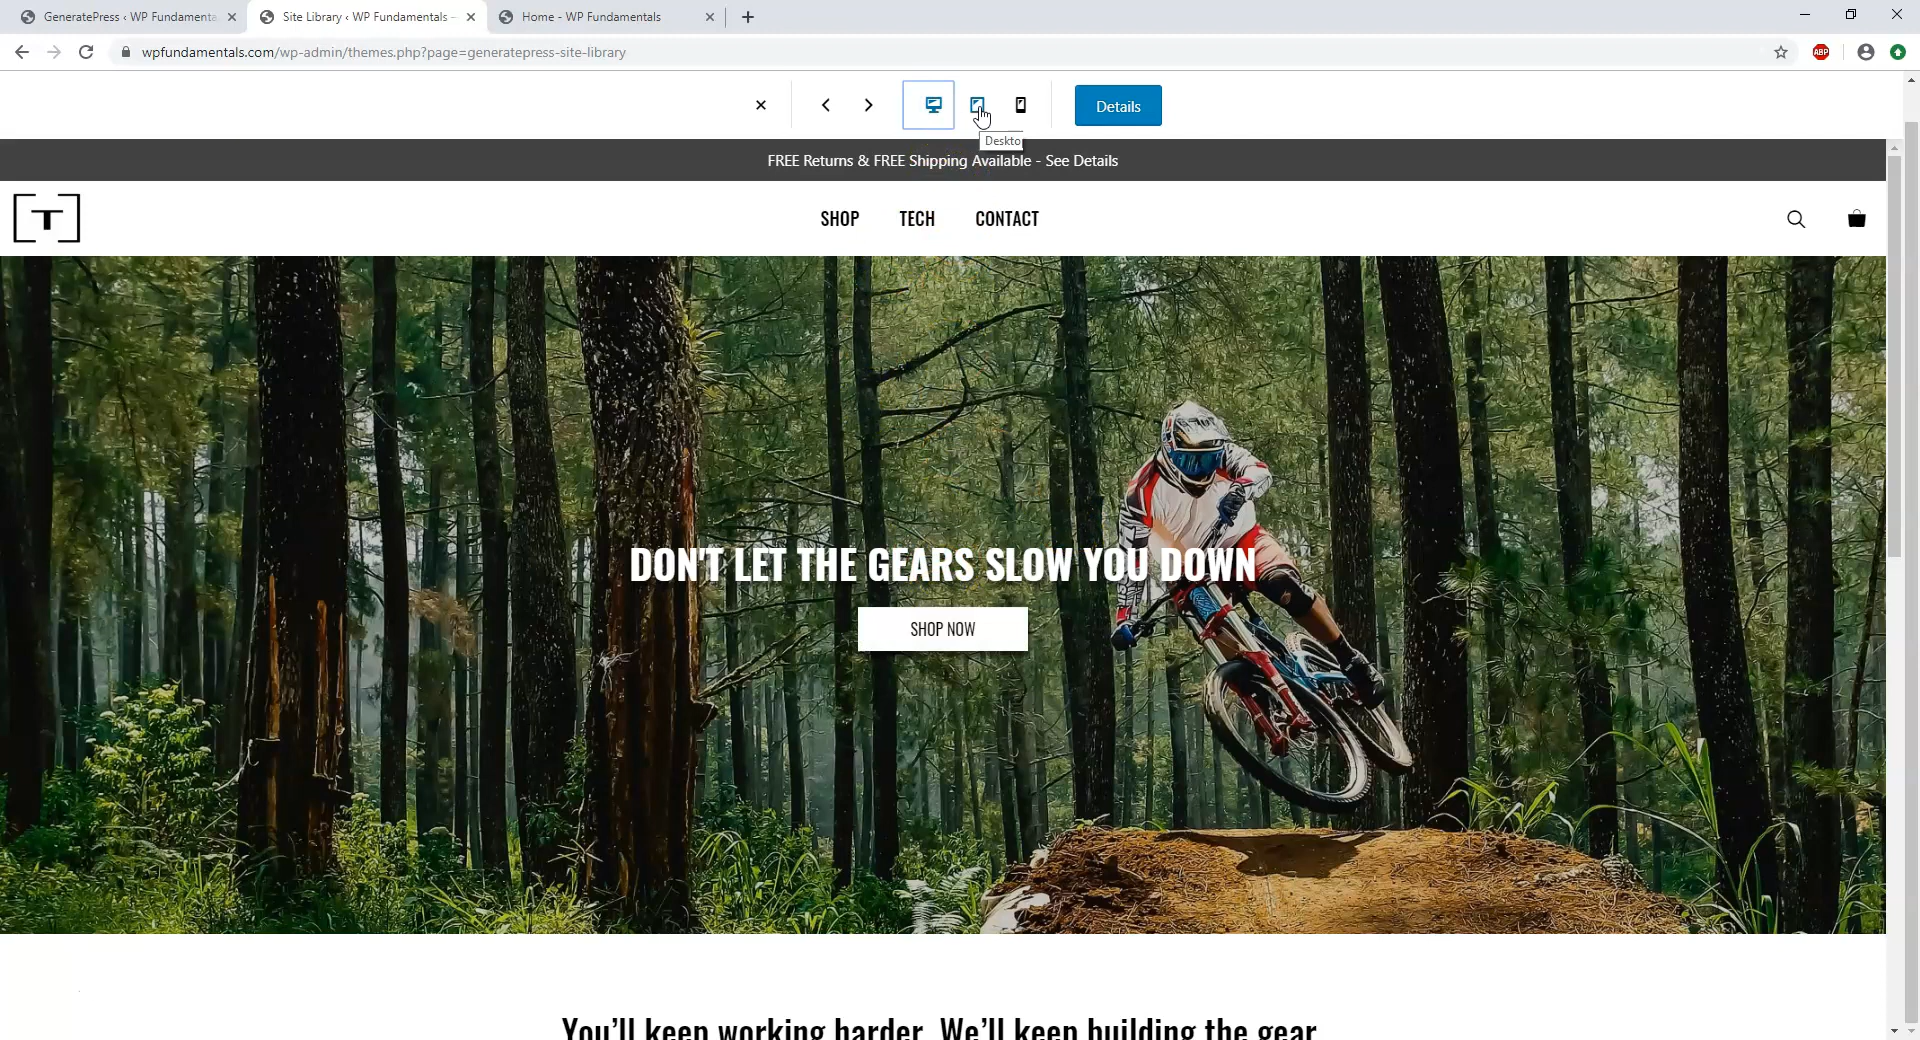 GeneratePress ‹ WP Fundamenta
Site Library ‹ WP Fundamentals –
Home - WP Fundamentals
wpfundamentals.com/wp-admin/themes.php?page=generatepress-site-library
ABP
Details
Deskto
FREE Returns & FREE Shipping Available - See Details
[T]
SHOP
TECH
CONTACT
DON'T LET THE GEARS SLOW YOU DOWN
SHOP NOW
You’ll keep working harder. We’ll keep building the gear